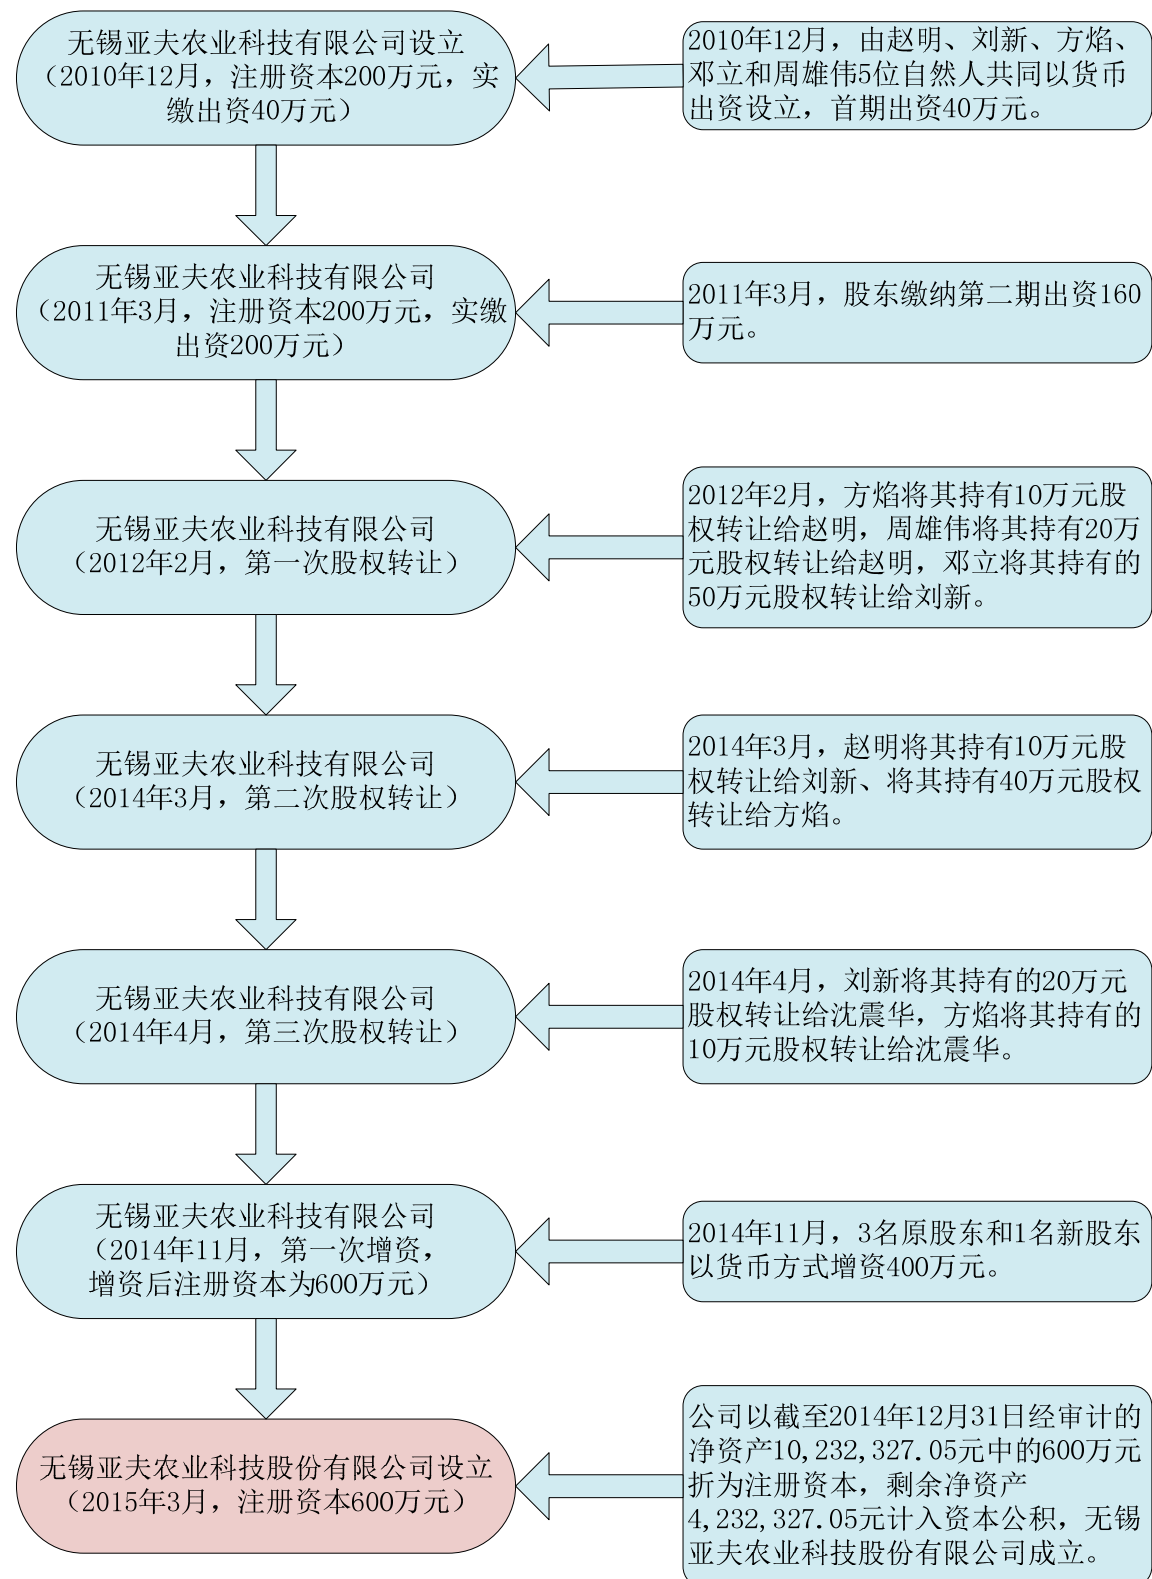 无锡亚夫农业科技有限公司设立
（2010年12月，注册资本200万元，实
缴出资40万元）
2010年12月，由赵明、刘新、方焰、
邓立和周雄伟5位自然人共同以货币
出资设立，首期出资40万元。
无锡亚夫农业科技有限公司
（2011年3月，注册资本200万元，实缴
出资200万元）
2011年3月，股东缴纳第二期出资160
万元。
无锡亚夫农业科技有限公司
（2012年2月，第一次股权转让）
2012年2月，方焰将其持有10万元股
权转让给赵明，周雄伟将其持有20万
元股权转让给赵明，邓立将其持有的
50万元股权转让给刘新。
无锡亚夫农业科技有限公司
（2014年3月，第二次股权转让）
2014年3月，赵明将其持有10万元股
权转让给刘新、将其持有40万元股权
转让给方焰。
无锡亚夫农业科技有限公司
（2014年4月，第三次股权转让）
2014年4月，刘新将其持有的20万元
股权转让给沈震华，方焰将其持有的
10万元股权转让给沈震华。
无锡亚夫农业科技有限公司
（2014年11月，第一次增资，
增资后注册资本为600万元）
2014年11月，3名原股东和1名新股东
以货币方式增资400万元。
无锡亚夫农业科技股份有限公司设立
（2015年3月，注册资本600万元）
公司以截至2014年12月31日经审计的
净资产10,232,327.05元中的600万元
折为注册资本，剩余净资产
4,232,327.05元计入资本公积，无锡
亚夫农业科技股份有限公司成立。